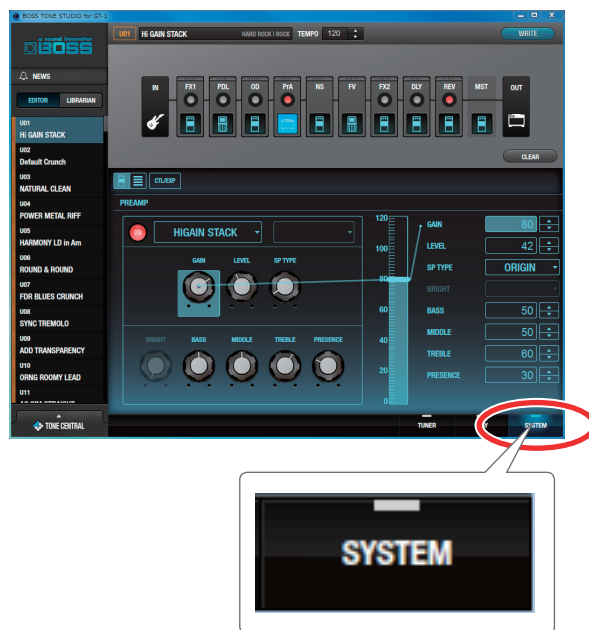 BOSS TONE STUDIO for GT-1
a sound innovator
BOSS
U01 Hi GAIN STACK HARD ROCK | ROCK TEMPO 120 WRITE
NEWS
EDITOR LIBRARIAN
IN FX1 PDL OD PrA NS FV FX2 DLY REV MST OUT
CLEAR
U01
Hi GAIN STACK
U02
Default Crunch
U03
NATURAL CLEAN
U04
POWER METAL RIFF
U05
HARMONY LD in Am
U06
ROUND & ROUND
U07
FDR BLUES CRUNCH
U08
SYNC TREMOLO
U09
ADD TRANSPARENCY
U10
ORNG ROOMY LEAD
U11
CTL/EXP
PREAMP
ON HIGAIN STACK
GAIN LEVEL SP TYPE
BRIGHT BASS MIDDLE TREBLE PRESENCE
120
100
80
60
40
20
0
GAIN 80
LEVEL 42
SP TYPE ORIGIN
BRIGHT
BASS 50
MIDDLE 50
TREBLE 60
PRESENCE 30
TONE CENTRAL
TUNER
SYSTEM
SYSTEM